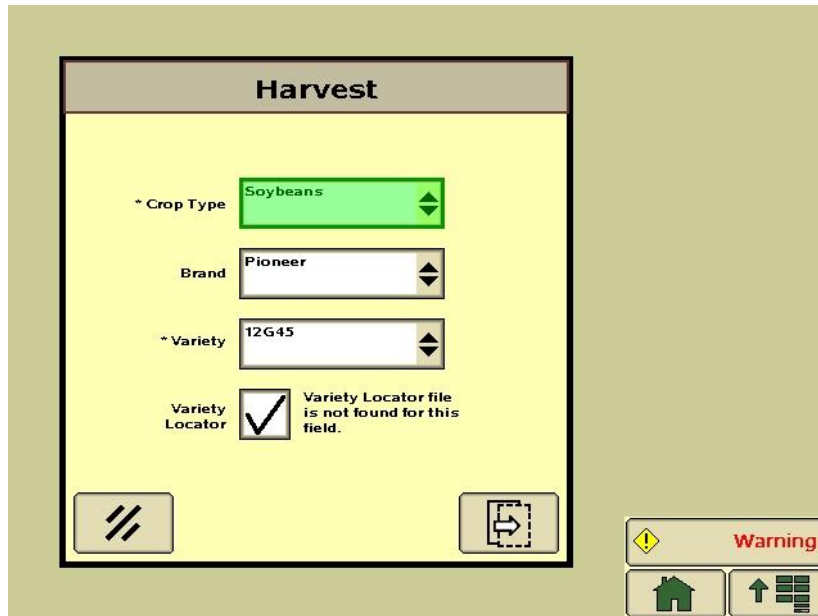 Harvest
* Crop Type
Soybeans
Brand
Pioneer
* Variety
12G45
Variety
Locator
Variety Locator file
is not found for this
field.
Warning